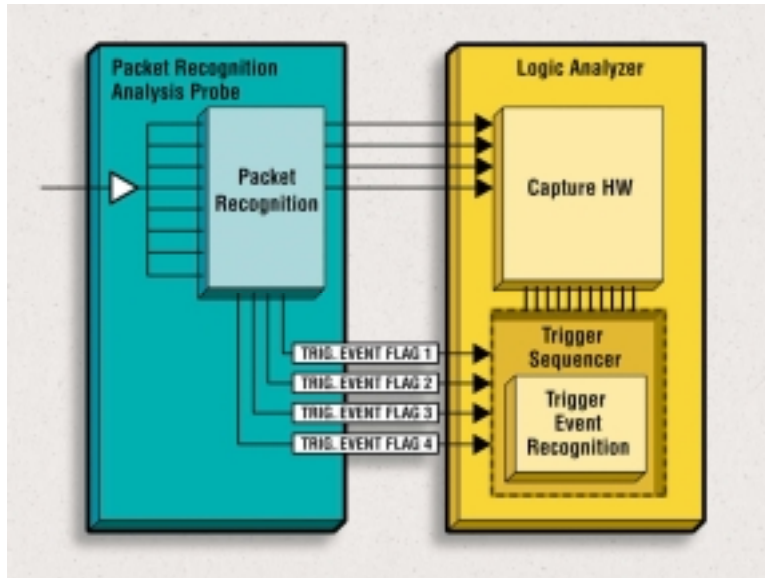 Packet Recognition
Analysis Probe
Packet
Recognition
Logic Analyzer
Capture HW
TRIG. EVENT FLAG 1
TRIG. EVENT FLAG 2
TRIG. EVENT FLAG 3
TRIG. EVENT FLAG 4
Trigger
Sequencer
Trigger
Event
Recognition